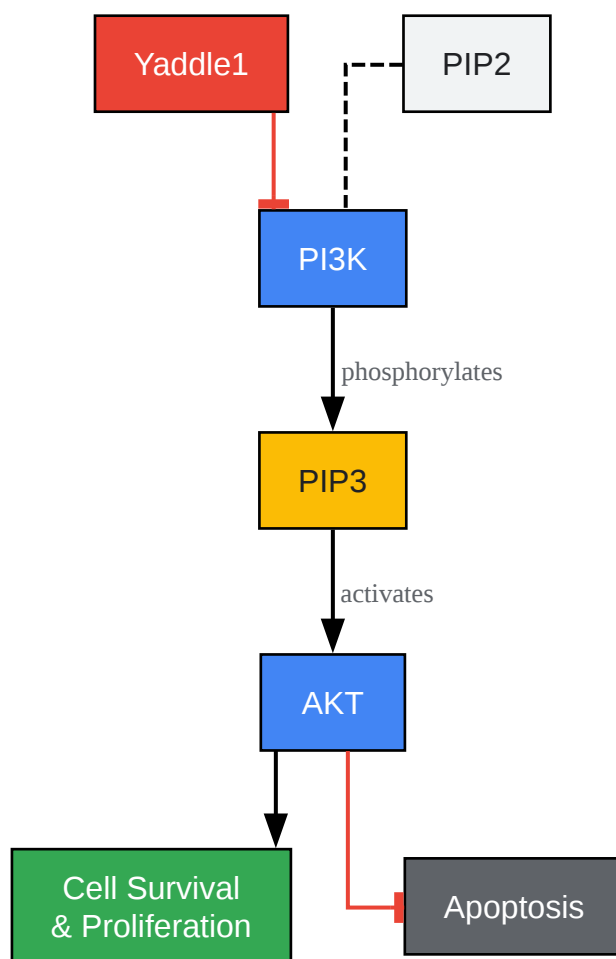 Yaddle1
PIP2
PI3K
phosphorylates
PIP3
activates
AKT
Cell Survival
& Proliferation
Apoptosis